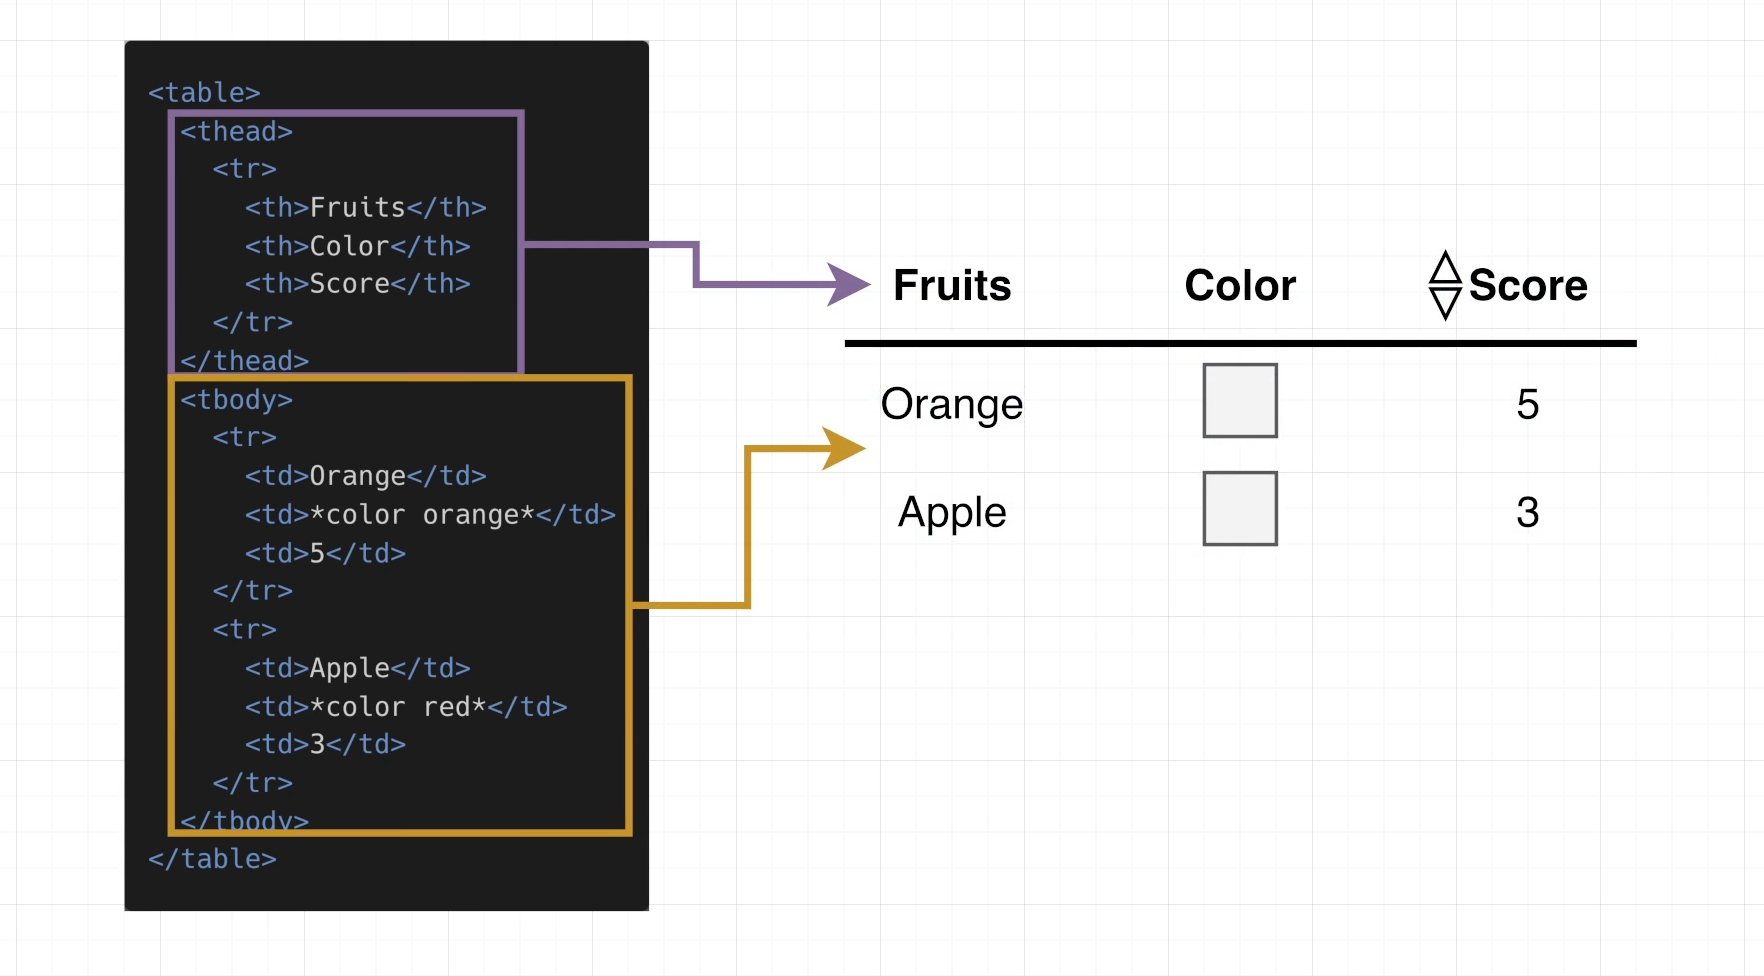 <table>
<thead>
<tr>
<th>Fruits</th>
<th>Color</th>
<th>Score</th>
</tr>
</thead>
<tbody>
<tr>
<td>Orange</td>
<td>*color orange*</td>
<td>5</td>
</tr>
<tr>
<td>Apple</td>
<td>*color red*</td>
<td>3</td>
</tr>
</tbody>
</table>
Fruits Color Score
Orange 5
Apple 3